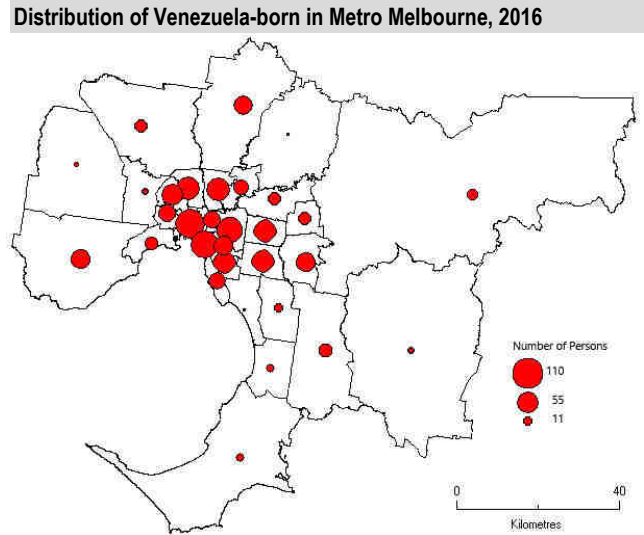 Distribution of Venezuela-born in Metro Melbourne, 2016
Number of Persons
110
55
11
0 40
Kilometres